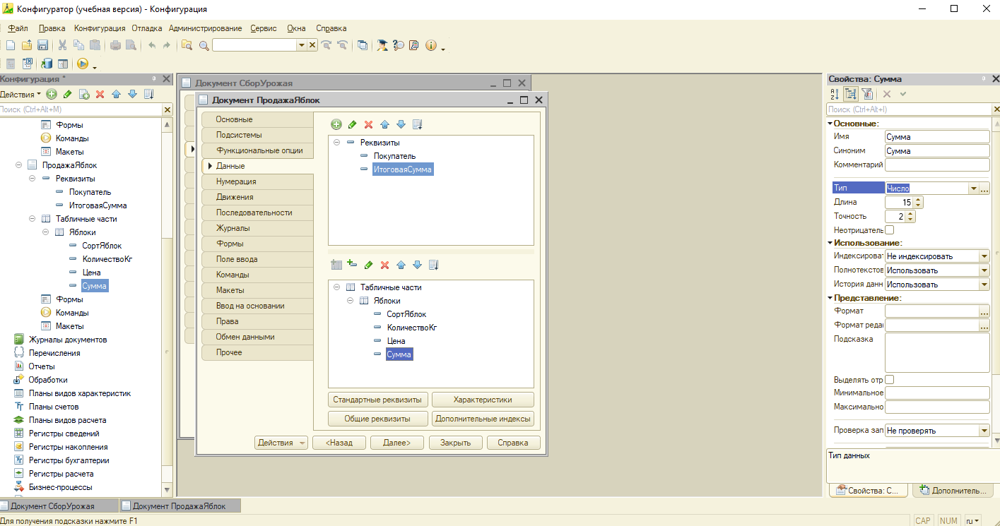 Конфигуратор (учебная версия) - Конфигурация
Файл Правка Конфигурация Отладка Администрирование Сервис Окна Справка
Конфигурация *
Действия
Поиск (Ctrl+Alt+M)
Формы
Команды
Макеты
ПродажаЯблок
Реквизиты
Покупатель
ИтоговаяСумма
Табличные части
Яблоки
СортЯблок
КоличествоКг
Цена
Сумма
Формы
Команды
Макеты
Журналы документов
Перечисления
Отчеты
Обработки
Планы видов характеристик
Планы счетов
Планы видов расчета
Регистры сведений
Регистры накопления
Регистры бухгалтерии
Регистры расчета
Бизнес-процессы
Документ СборУрожая
Документ ПродажаЯблок
Основные
Подсистемы
Функциональные опции
Данные
Нумерация
Движения
Последовательности
Журналы
Формы
Поле ввода
Команды
Макеты
Ввод на основании
Права
Обмен данными
Прочее
Реквизиты
Покупатель
ИтоговаяСумма
Табличные части
Яблоки
СортЯблок
КоличествоКг
Цена
Сумма
Стандартные реквизиты Характеристики
Общие реквизиты Дополнительные индексы
Действия <Назад Далее> Закрыть Справка
Свойства: Сумма
Поиск (Ctrl+Alt+I)
Основные:
Имя Сумма
Синоним Сумма
Комментарий
Тип Число
Длина 15
Точность 2
Неотрицатель
Использование:
Индексироват Не индексировать
Полнотекстов Использовать
История данн Использовать
Представление:
Формат
Формат реда
Подсказка
Выделять отр
Минимальное
Максимально
Проверка зап Не проверять
Тип данных
Свойства: С... Дополнитель...
Документ СборУрожая Документ ПродажаЯблок
Для получения подсказки нажмите F1 CAP NUM ru